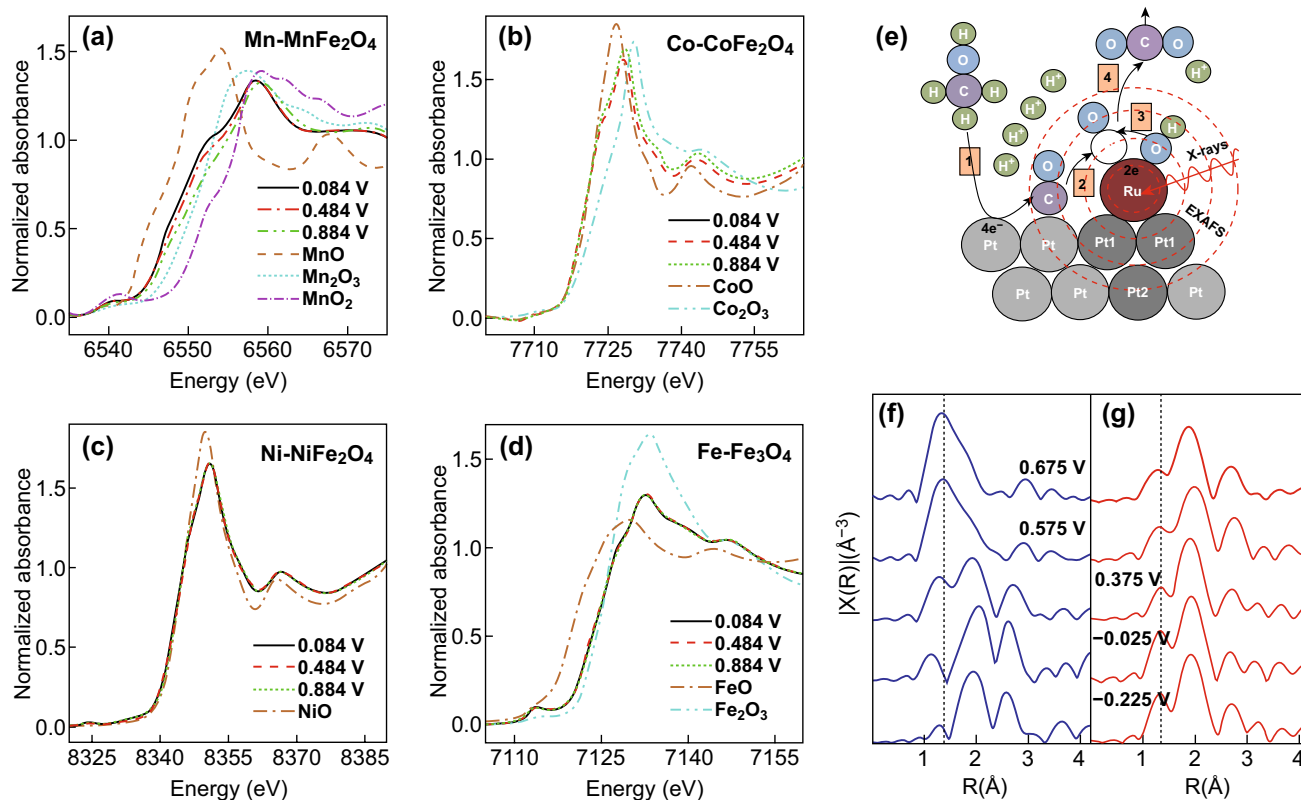 (a)
Mn-MnFe₂O₄
Normalized absorbance
1.5
1.0
0.5
0.0
0.084 V
0.484 V
0.884 V
MnO
Mn₂O₃
MnO₂
6540 6550 6560 6570
Energy (eV)
(b)
Co-CoFe₂O₄
Normalized absorbance
1.5
1.0
0.5
0.0
0.084 V
0.484 V
0.884 V
CoO
Co₂O₃
7710 7725 7740 7755
Energy (eV)
(e)
H
O
H C H
H
H⁺
H⁺
H⁺
H⁺
O C O
H⁺
4
O
3
H
O
1
O
2
C
2e
Ru
X-rays
EXAFS
4e⁻
Pt Pt Pt1 Pt1
Pt Pt Pt2 Pt
(c)
Ni-NiFe₂O₄
Normalized absorbance
1.5
1.0
0.5
0.0
0.084 V
0.484 V
0.884 V
NiO
8325 8340 8355 8370 8390
Energy (eV)
(d)
Fe-Fe₃O₄
Normalized absorbance
1.5
1.0
0.5
0.0
0.084 V
0.484 V
0.884 V
FeO
Fe₂O₃
7110 7125 7140 7155
Energy (eV)
(f)
(g)
|X(R)|(Å⁻³)
0.675 V
0.575 V
0.375 V
−0.025 V
−0.225 V
1 2 3 4
R(Å)
1 2 3 4
R(Å)